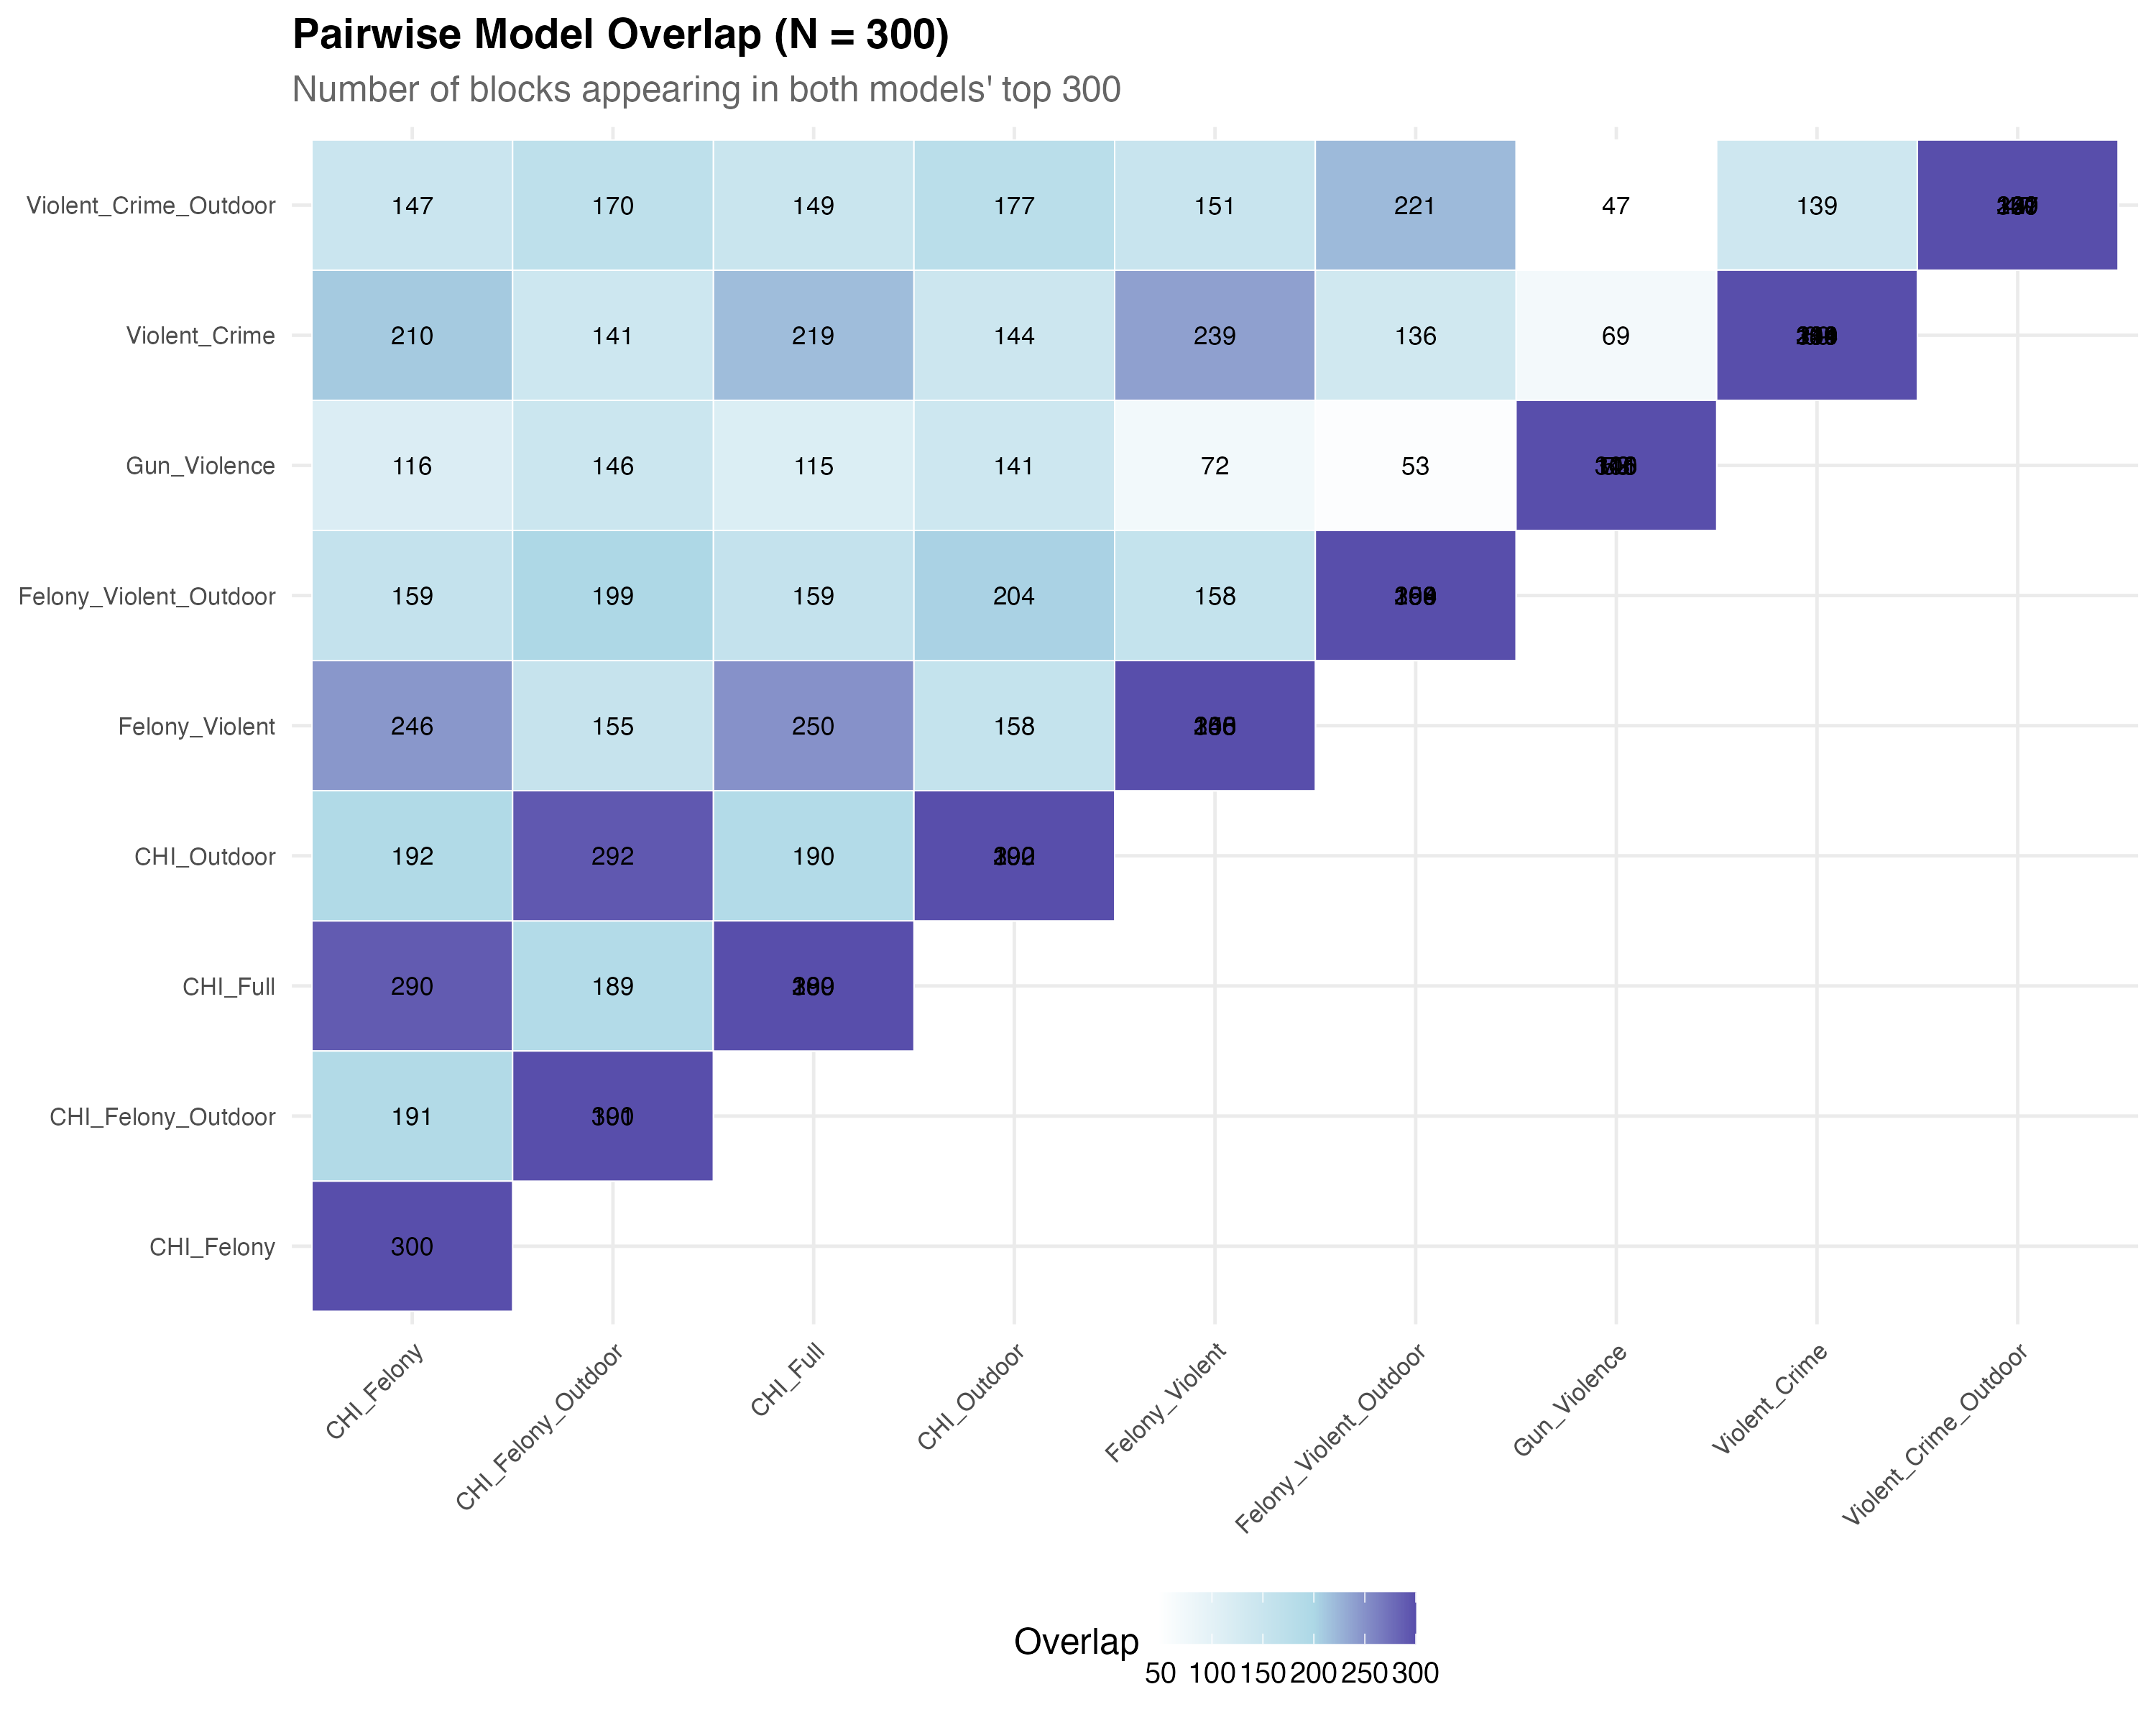 Pairwise Model Overlap (N = 300)
Number of blocks appearing in both models' top 300
Violent_Crime_Outdoor 147 170 149 177 151 221 47 139
Violent_Crime 210 141 219 144 239 136 69
Gun_Violence 116 146 115 141 72 53
Felony_Violent_Outdoor 159 199 159 204 158
Felony_Violent 246 155 250 158
CHI_Outdoor 192 292 190
CHI_Full 290 189
CHI_Felony_Outdoor 191
CHI_Felony 300
CHI_Felony
CHI_Felony_Outdoor
CHI_Full
CHI_Outdoor
Felony_Violent
Felony_Violent_Outdoor
Gun_Violence
Violent_Crime
Violent_Crime_Outdoor
Overlap
50 100 150 200 250 300